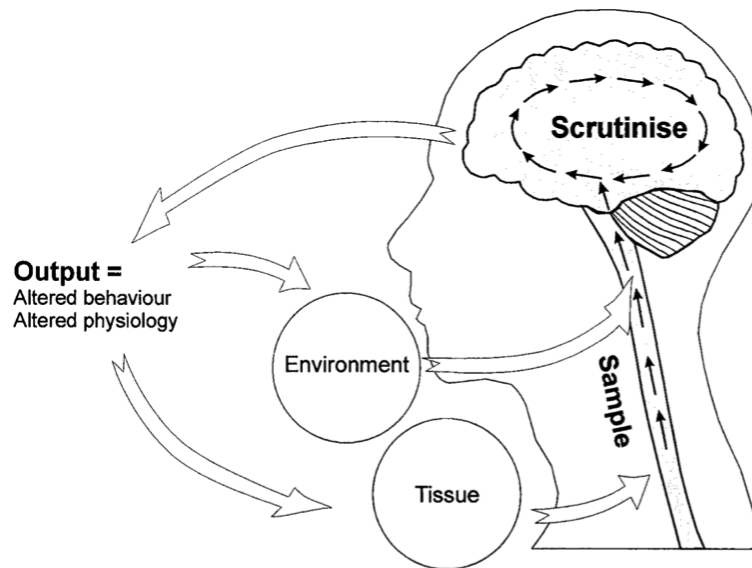 Scrutinise
Output =
Altered behaviour
Altered physiology
Environment
Sample
Tissue